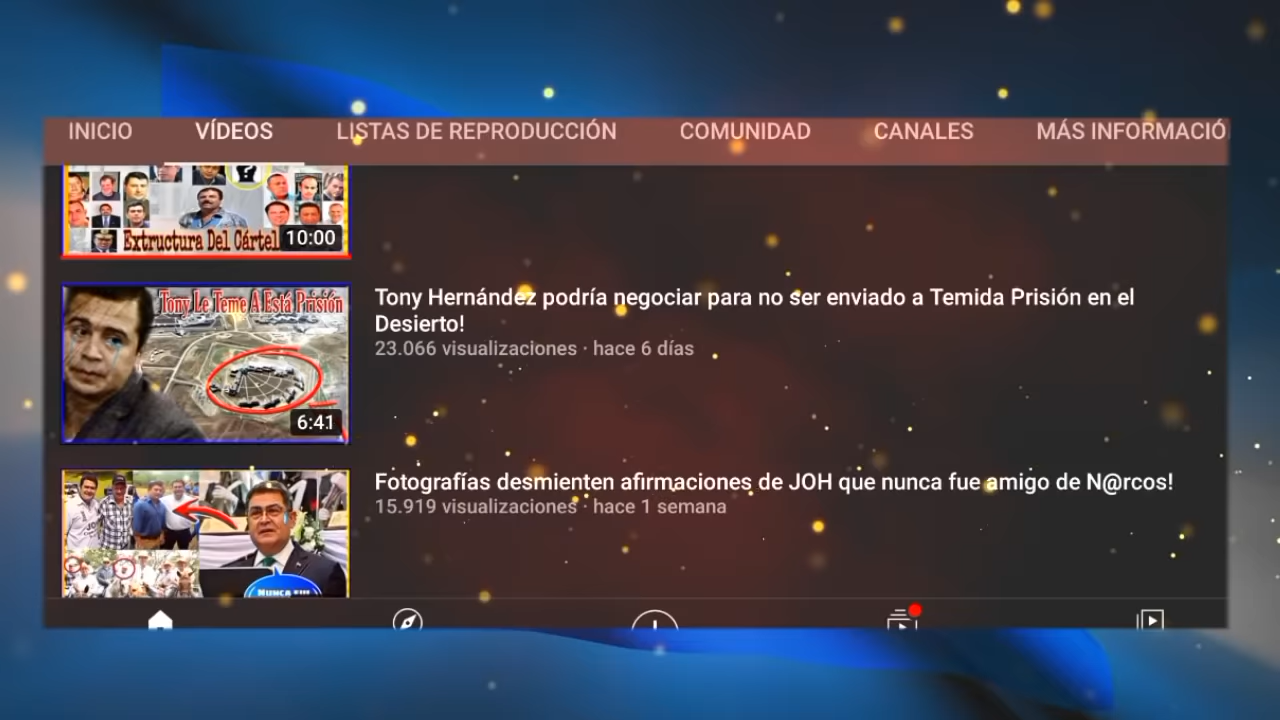 INICIO
VÍDEOS
LISTAS DE REPRODUCCIÓN
COMUNIDAD
CANALES
MÁS INFORMACIÓ
Extructura Del Cártel
10:00
Tony Le Teme A Está Prisión
6:41
Tony Hernández podría negociar para no ser enviado a Temida Prisión en el
Desierto!
23.066 visualizaciones · hace 6 días
Fotografías desmienten afirmaciones de JOH que nunca fue amigo de N@rcos!
15.919 visualizaciones · hace 1 semana